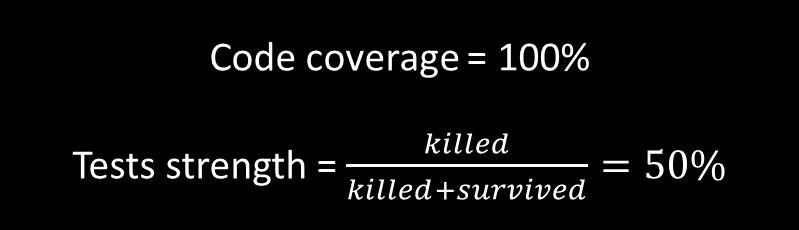 Code coverage = 100%
Tests strength = killed / killed+survived = 50%